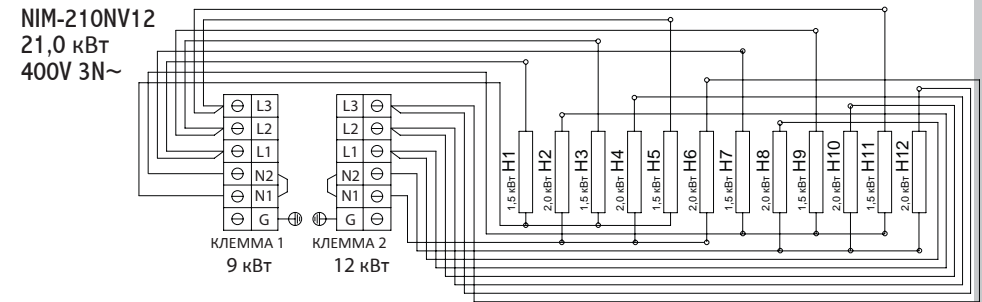 NIM-210NV12
21,0 кВт
400V 3N~
L3
L2
L1
N2
N1
G
КЛЕММА 1
9 кВт
L3
L2
L1
N2
N1
G
КЛЕММА 2
12 кВт
1,5 кВт H1
2,0 кВт H2
1,5 кВт H3
2,0 кВт H4
1,5 кВт H5
2,0 кВт H6
1,5 кВт H7
2,0 кВт H8
1,5 кВт H9
2,0 кВт H10
1,5 кВт H11
2,0 кВт H12